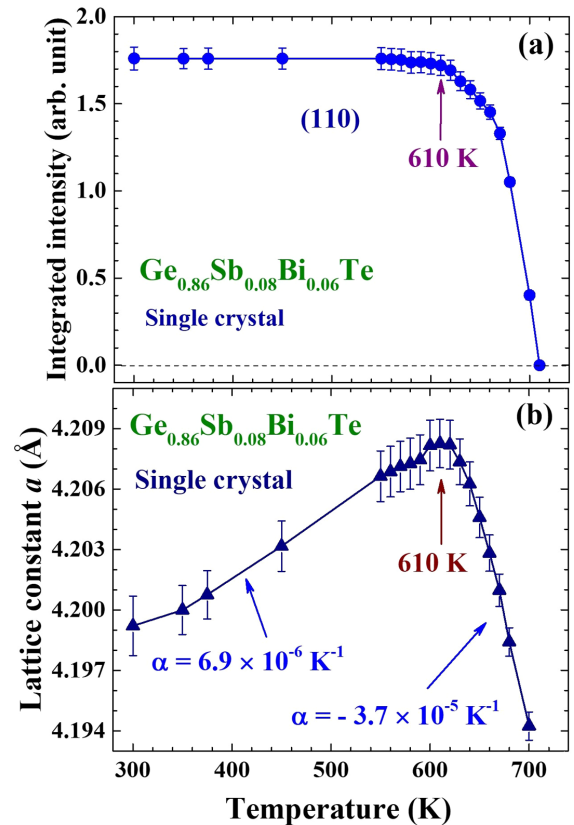 (a)
Integrated intensity (arb. unit)
2.0
1.5
1.0
0.5
0.0
(110)
610 K
Ge0.86Sb0.08Bi0.06Te
Single crystal
(b)
Lattice constant a (Å)
4.209
4.206
4.203
4.200
4.197
4.194
Ge0.86Sb0.08Bi0.06Te
Single crystal
610 K
α = 6.9 × 10-6 K-1
α = - 3.7 × 10-5 K-1
300 400 500 600 700
Temperature (K)